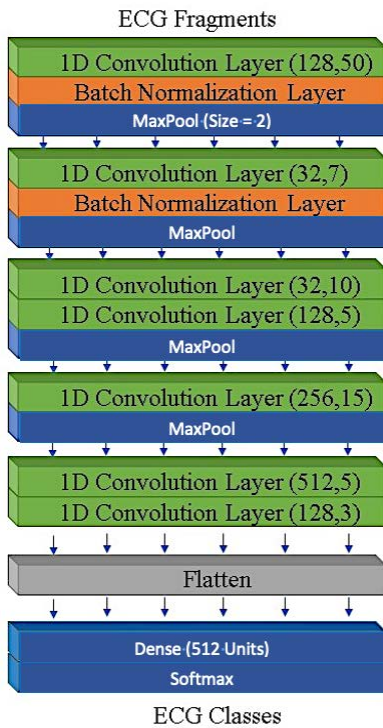 ECG Fragments
1D Convolution Layer (128,50)
Batch Normalization Layer
MaxPool (Size = 2)
1D Convolution Layer (32,7)
Batch Normalization Layer
MaxPool
1D Convolution Layer (32,10)
1D Convolution Layer (128,5)
MaxPool
1D Convolution Layer (256,15)
MaxPool
1D Convolution Layer (512,5)
1D Convolution Layer (128,3)
Flatten
Dense (512 Units)
Softmax
ECG Classes